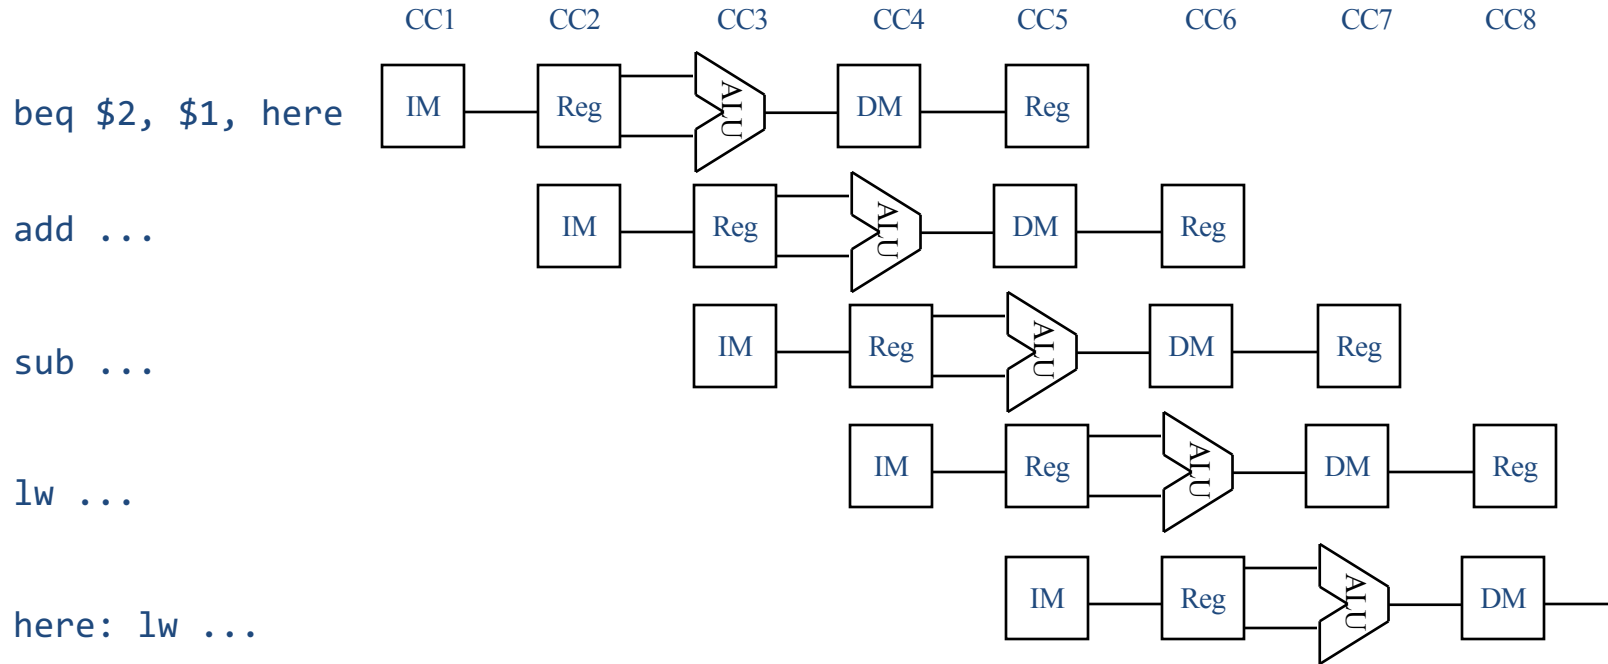 CC1 CC2 CC3 CC4 CC5 CC6 CC7 CC8
beq $2, $1, here IM Reg ALU DM Reg
add ... IM Reg ALU DM Reg
sub ... IM Reg ALU DM Reg
lw ... IM Reg ALU DM Reg
here: lw ... IM Reg ALU DM